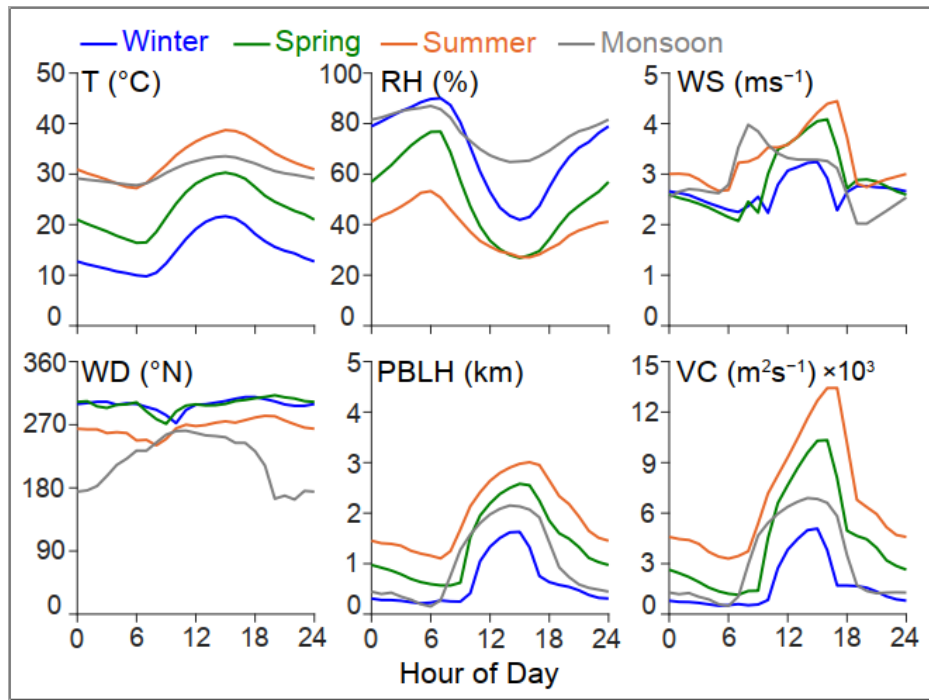 Winter Spring Summer Monsoon
T (°C) RH (%) WS (ms⁻¹)
50 100 5
40 80 4
30 60 3
20 40 2
10 20 1
0 0 0
WD (°N) PBLH (km) VC (m²s⁻¹) ×10³
360 5 15
270 12
180 3 9
90 2 6
1 3
0 0 0
0 6 12 18 24 0 6 12 18 24 0 6 12 18 24
Hour of Day